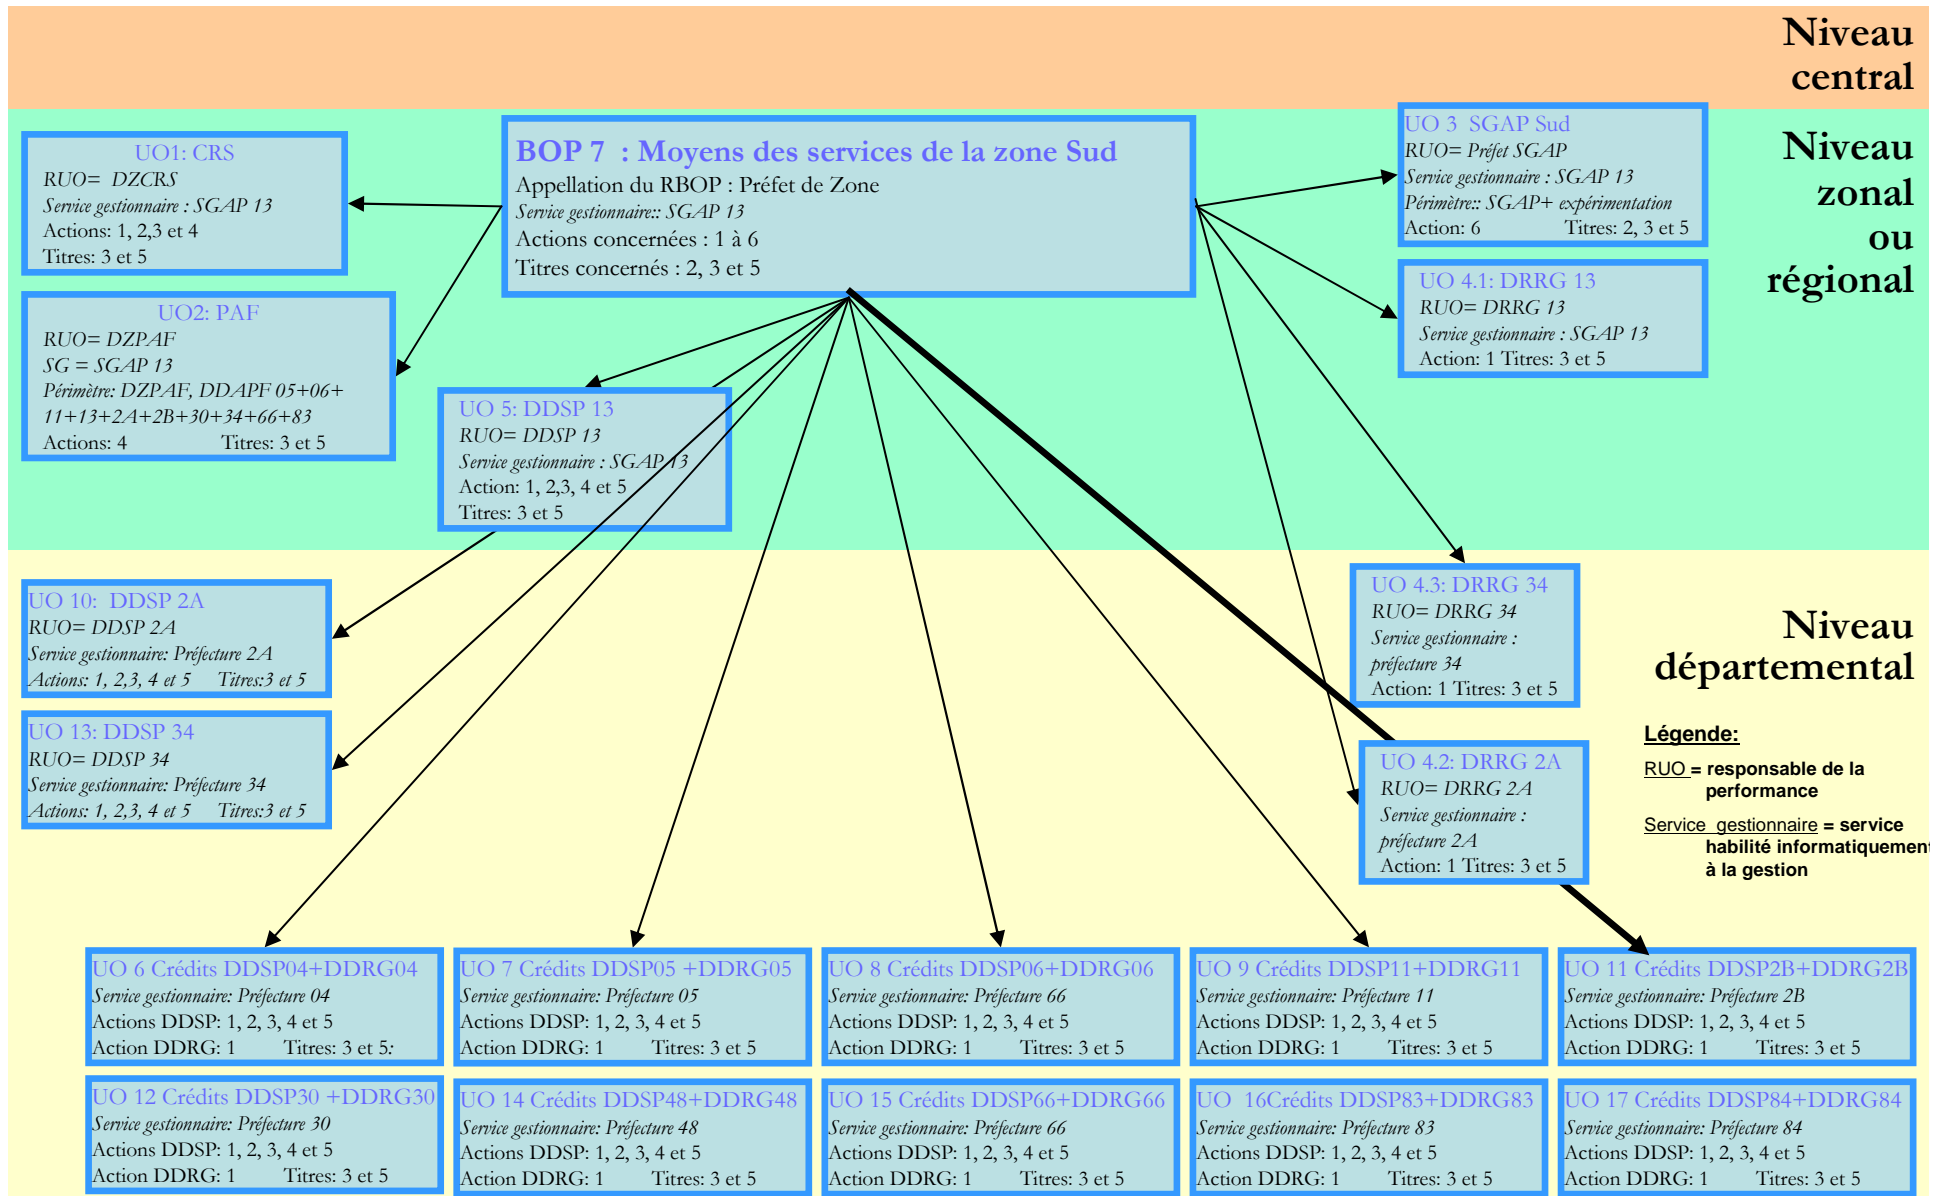 Niveau
central
UO1: CRS
RUO= DZCRS
Service gestionnaire : SGAP 13
Actions: 1, 2,3 et 4
Titres: 3 et 5
BOP 7 : Moyens des services de la zone Sud
Appellation du RBOP : Préfet de Zone
Service gestionnaire:: SGAP 13
Actions concernées : 1 à 6
Titres concernés : 2, 3 et 5
UO 3 SGAP Sud
RUO= Préfet SGAP
Service gestionnaire : SGAP 13
Périmètre:: SGAP+ expérimentation
Action: 6 Titres: 2, 3 et 5
Niveau
zonal
ou
régional
UO2: PAF
RUO= DZPAF
SG = SGAP 13
Périmètre: DZPAF, DDAPF 05+06+
11+13+2A+2B+30+34+66+83
Actions: 4 Titres: 3 et 5
UO 4.1: DRRG 13
RUO= DRRG 13
Service gestionnaire : SGAP 13
Action: 1 Titres: 3 et 5
UO 5: DDSP 13
RUO= DDSP 13
Service gestionnaire : SGAP 13
Action: 1, 2,3, 4 et 5
Titres: 3 et 5
UO 10: DDSP 2A
RUO= DDSP 2A
Service gestionnaire: Préfecture 2A
Actions: 1, 2,3, 4 et 5 Titres:3 et 5
UO 4.3: DRRG 34
RUO= DRRG 34
Service gestionnaire :
préfecture 34
Action: 1 Titres: 3 et 5
Niveau
départemental
UO 13: DDSP 34
RUO= DDSP 34
Service gestionnaire: Préfecture 34
Actions: 1, 2,3, 4 et 5 Titres:3 et 5
UO 4.2: DRRG 2A
RUO= DRRG 2A
Service gestionnaire :
préfecture 2A
Action: 1 Titres: 3 et 5
Légende:
RUO = responsable de la
performance
Service gestionnaire = service
habilité informatiquement
à la gestion
UO 6 Crédits DDSP04+DDRG04
Service gestionnaire: Préfecture 04
Actions DDSP: 1, 2, 3, 4 et 5
Action DDRG: 1 Titres: 3 et 5:
UO 7 Crédits DDSP05 +DDRG05
Service gestionnaire: Préfecture 05
Actions DDSP: 1, 2, 3, 4 et 5
Action DDRG: 1 Titres: 3 et 5
UO 8 Crédits DDSP06+DDRG06
Service gestionnaire: Préfecture 66
Actions DDSP: 1, 2, 3, 4 et 5
Action DDRG: 1 Titres: 3 et 5
UO 9 Crédits DDSP11+DDRG11
Service gestionnaire: Préfecture 11
Actions DDSP: 1, 2, 3, 4 et 5
Action DDRG: 1 Titres: 3 et 5
UO 11 Crédits DDSP2B+DDRG2B
Service gestionnaire: Préfecture 2B
Actions DDSP: 1, 2, 3, 4 et 5
Action DDRG: 1 Titres: 3 et 5
UO 12 Crédits DDSP30 +DDRG30
Service gestionnaire: Préfecture 30
Actions DDSP: 1, 2, 3, 4 et 5
Action DDRG: 1 Titres: 3 et 5
UO 14 Crédits DDSP48+DDRG48
Service gestionnaire: Préfecture 48
Actions DDSP: 1, 2, 3, 4 et 5
Action DDRG: 1 Titres: 3 et 5
UO 15 Crédits DDSP66+DDRG66
Service gestionnaire: Préfecture 66
Actions DDSP: 1, 2, 3, 4 et 5
Action DDRG: 1 Titres: 3 et 5
UO 16Crédits DDSP83+DDRG83
Service gestionnaire: Préfecture 83
Actions DDSP: 1, 2, 3, 4 et 5
Action DDRG: 1 Titres: 3 et 5
UO 17 Crédits DDSP84+DDRG84
Service gestionnaire: Préfecture 84
Actions DDSP: 1, 2, 3, 4 et 5
Action DDRG: 1 Titres: 3 et 5